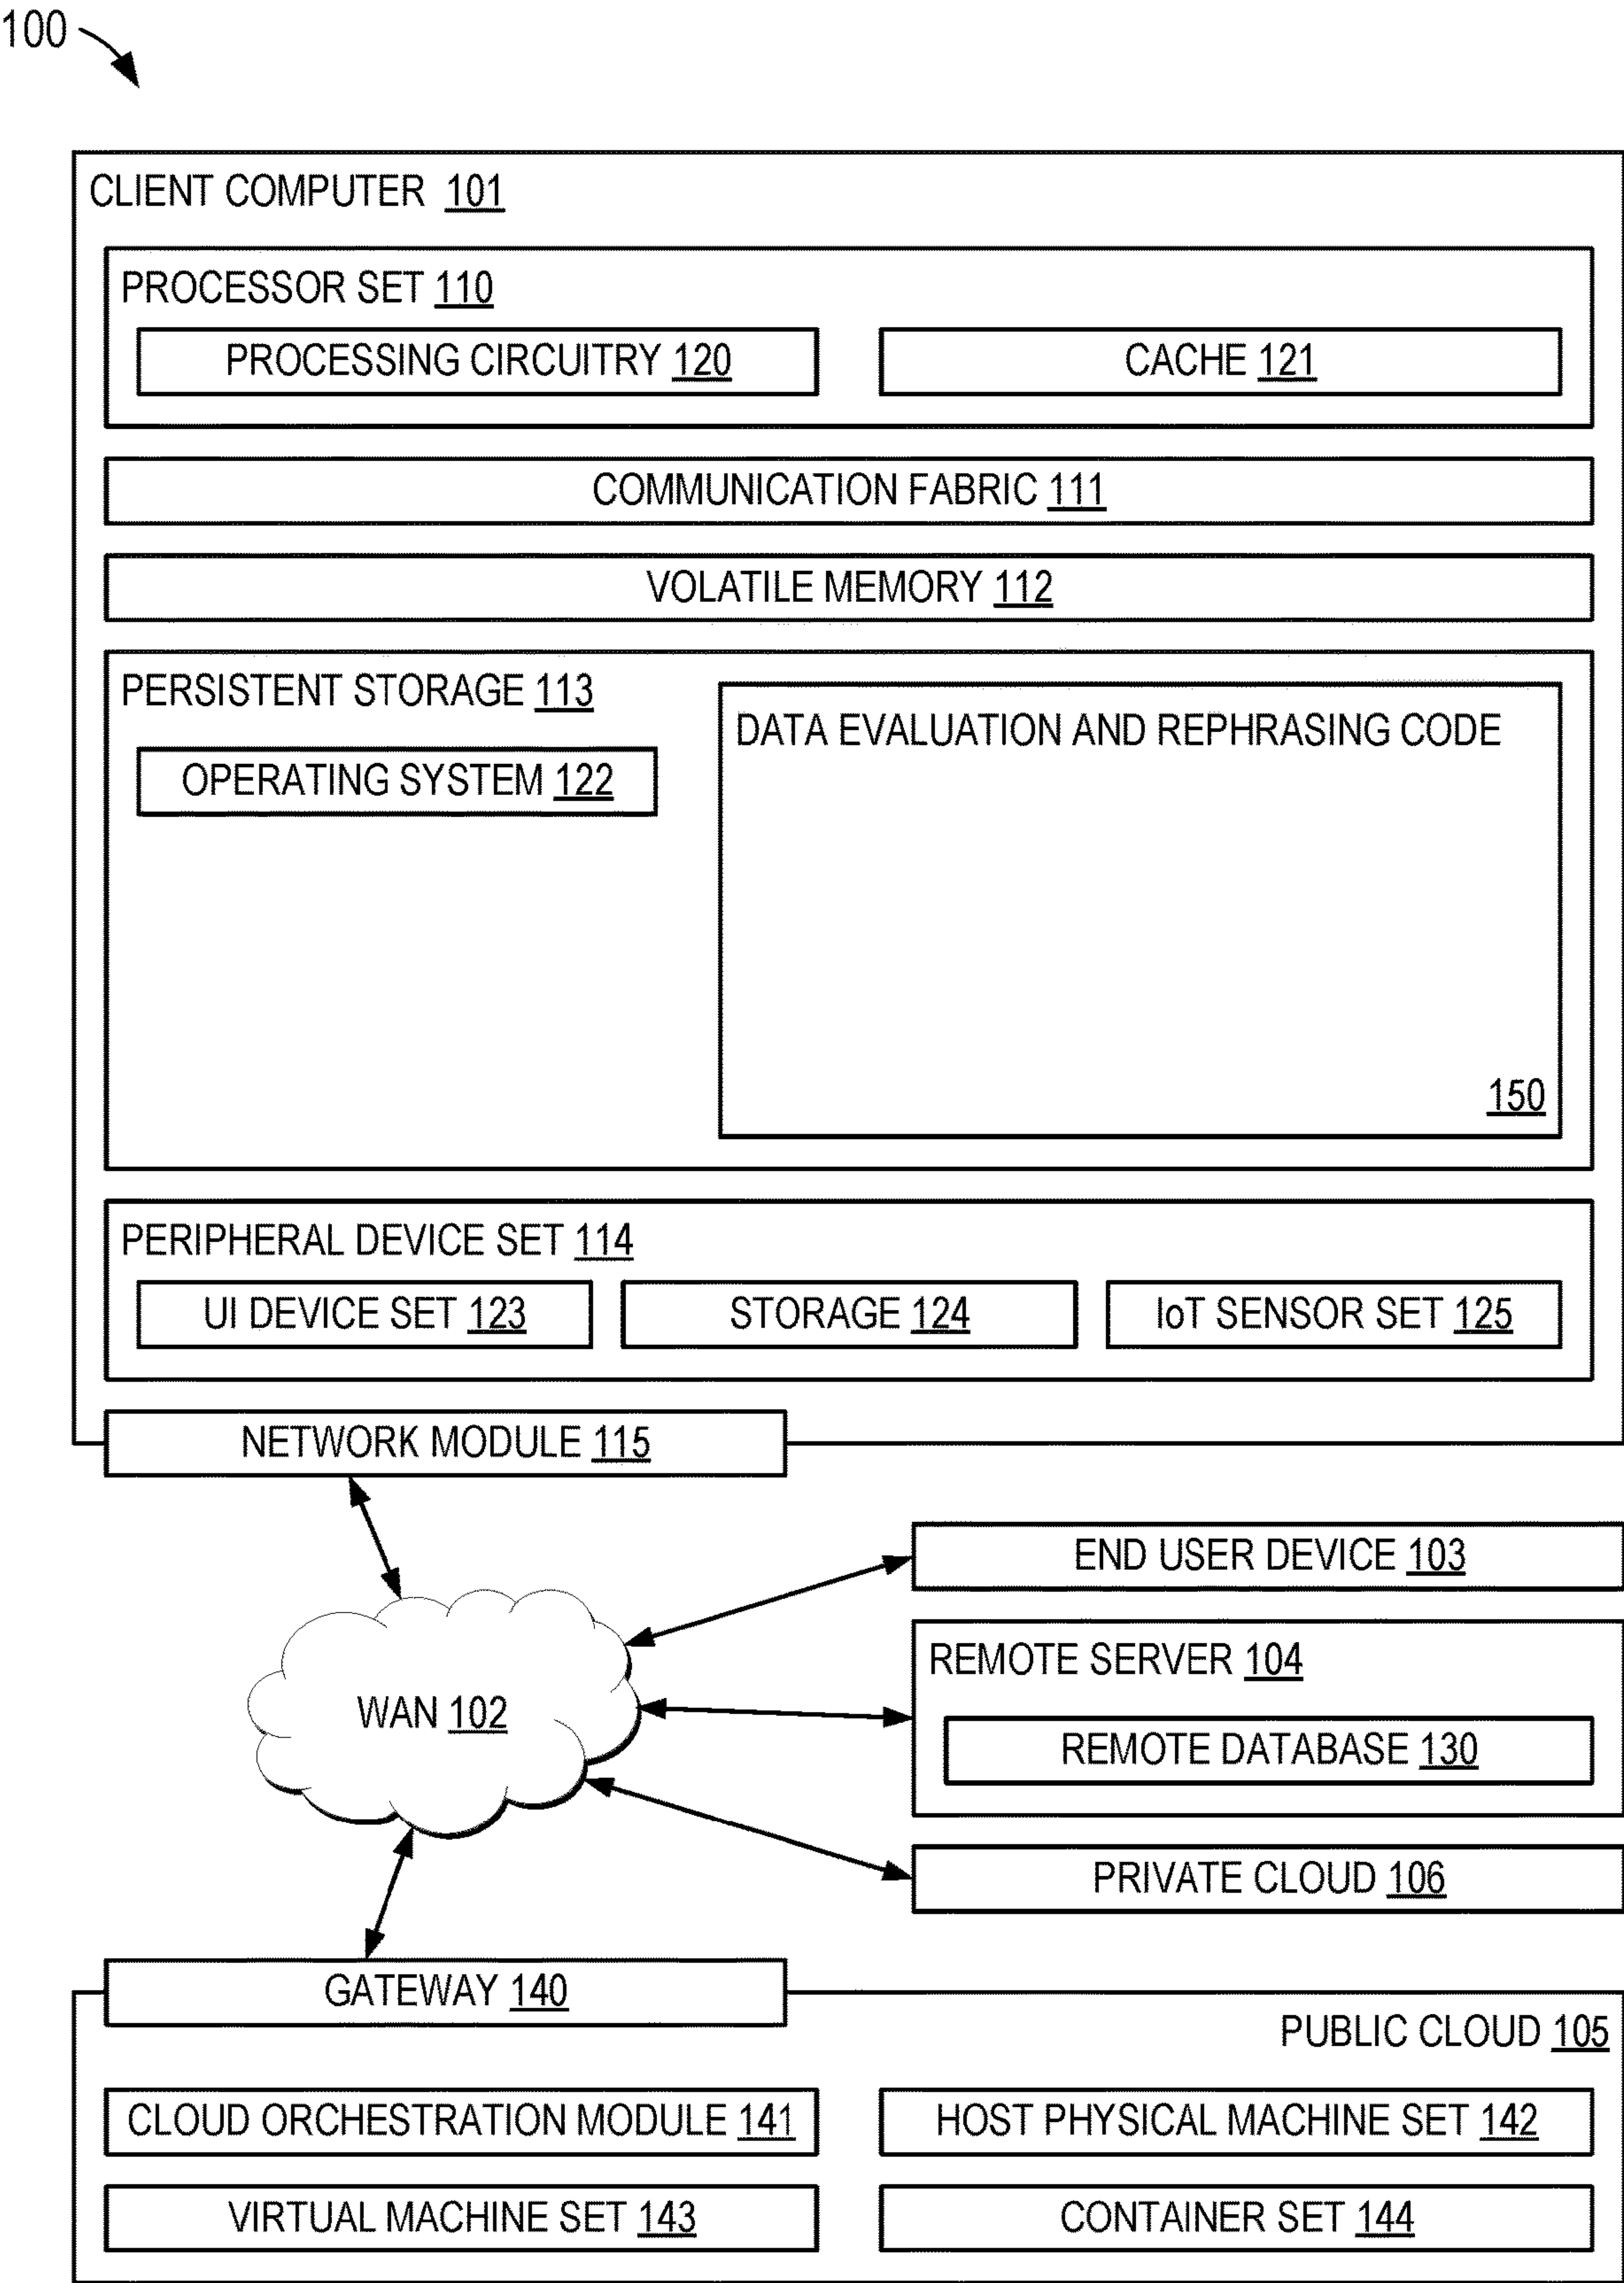 100
CLIENT COMPUTER 101
PROCESSOR SET 110
PROCESSING CIRCUITRY 120
CACHE 121
COMMUNICATION FABRIC 111
VOLATILE MEMORY 112
PERSISTENT STORAGE 113
OPERATING SYSTEM 122
DATA EVALUATION AND REPHRASING CODE
150
PERIPHERAL DEVICE SET 114
UI DEVICE SET 123
STORAGE 124
IoT SENSOR SET 125
NETWORK MODULE 115
END USER DEVICE 103
REMOTE SERVER 104
WAN 102
REMOTE DATABASE 130
PRIVATE CLOUD 106
GATEWAY 140
PUBLIC CLOUD 105
CLOUD ORCHESTRATION MODULE 141
HOST PHYSICAL MACHINE SET 142
VIRTUAL MACHINE SET 143
CONTAINER SET 144